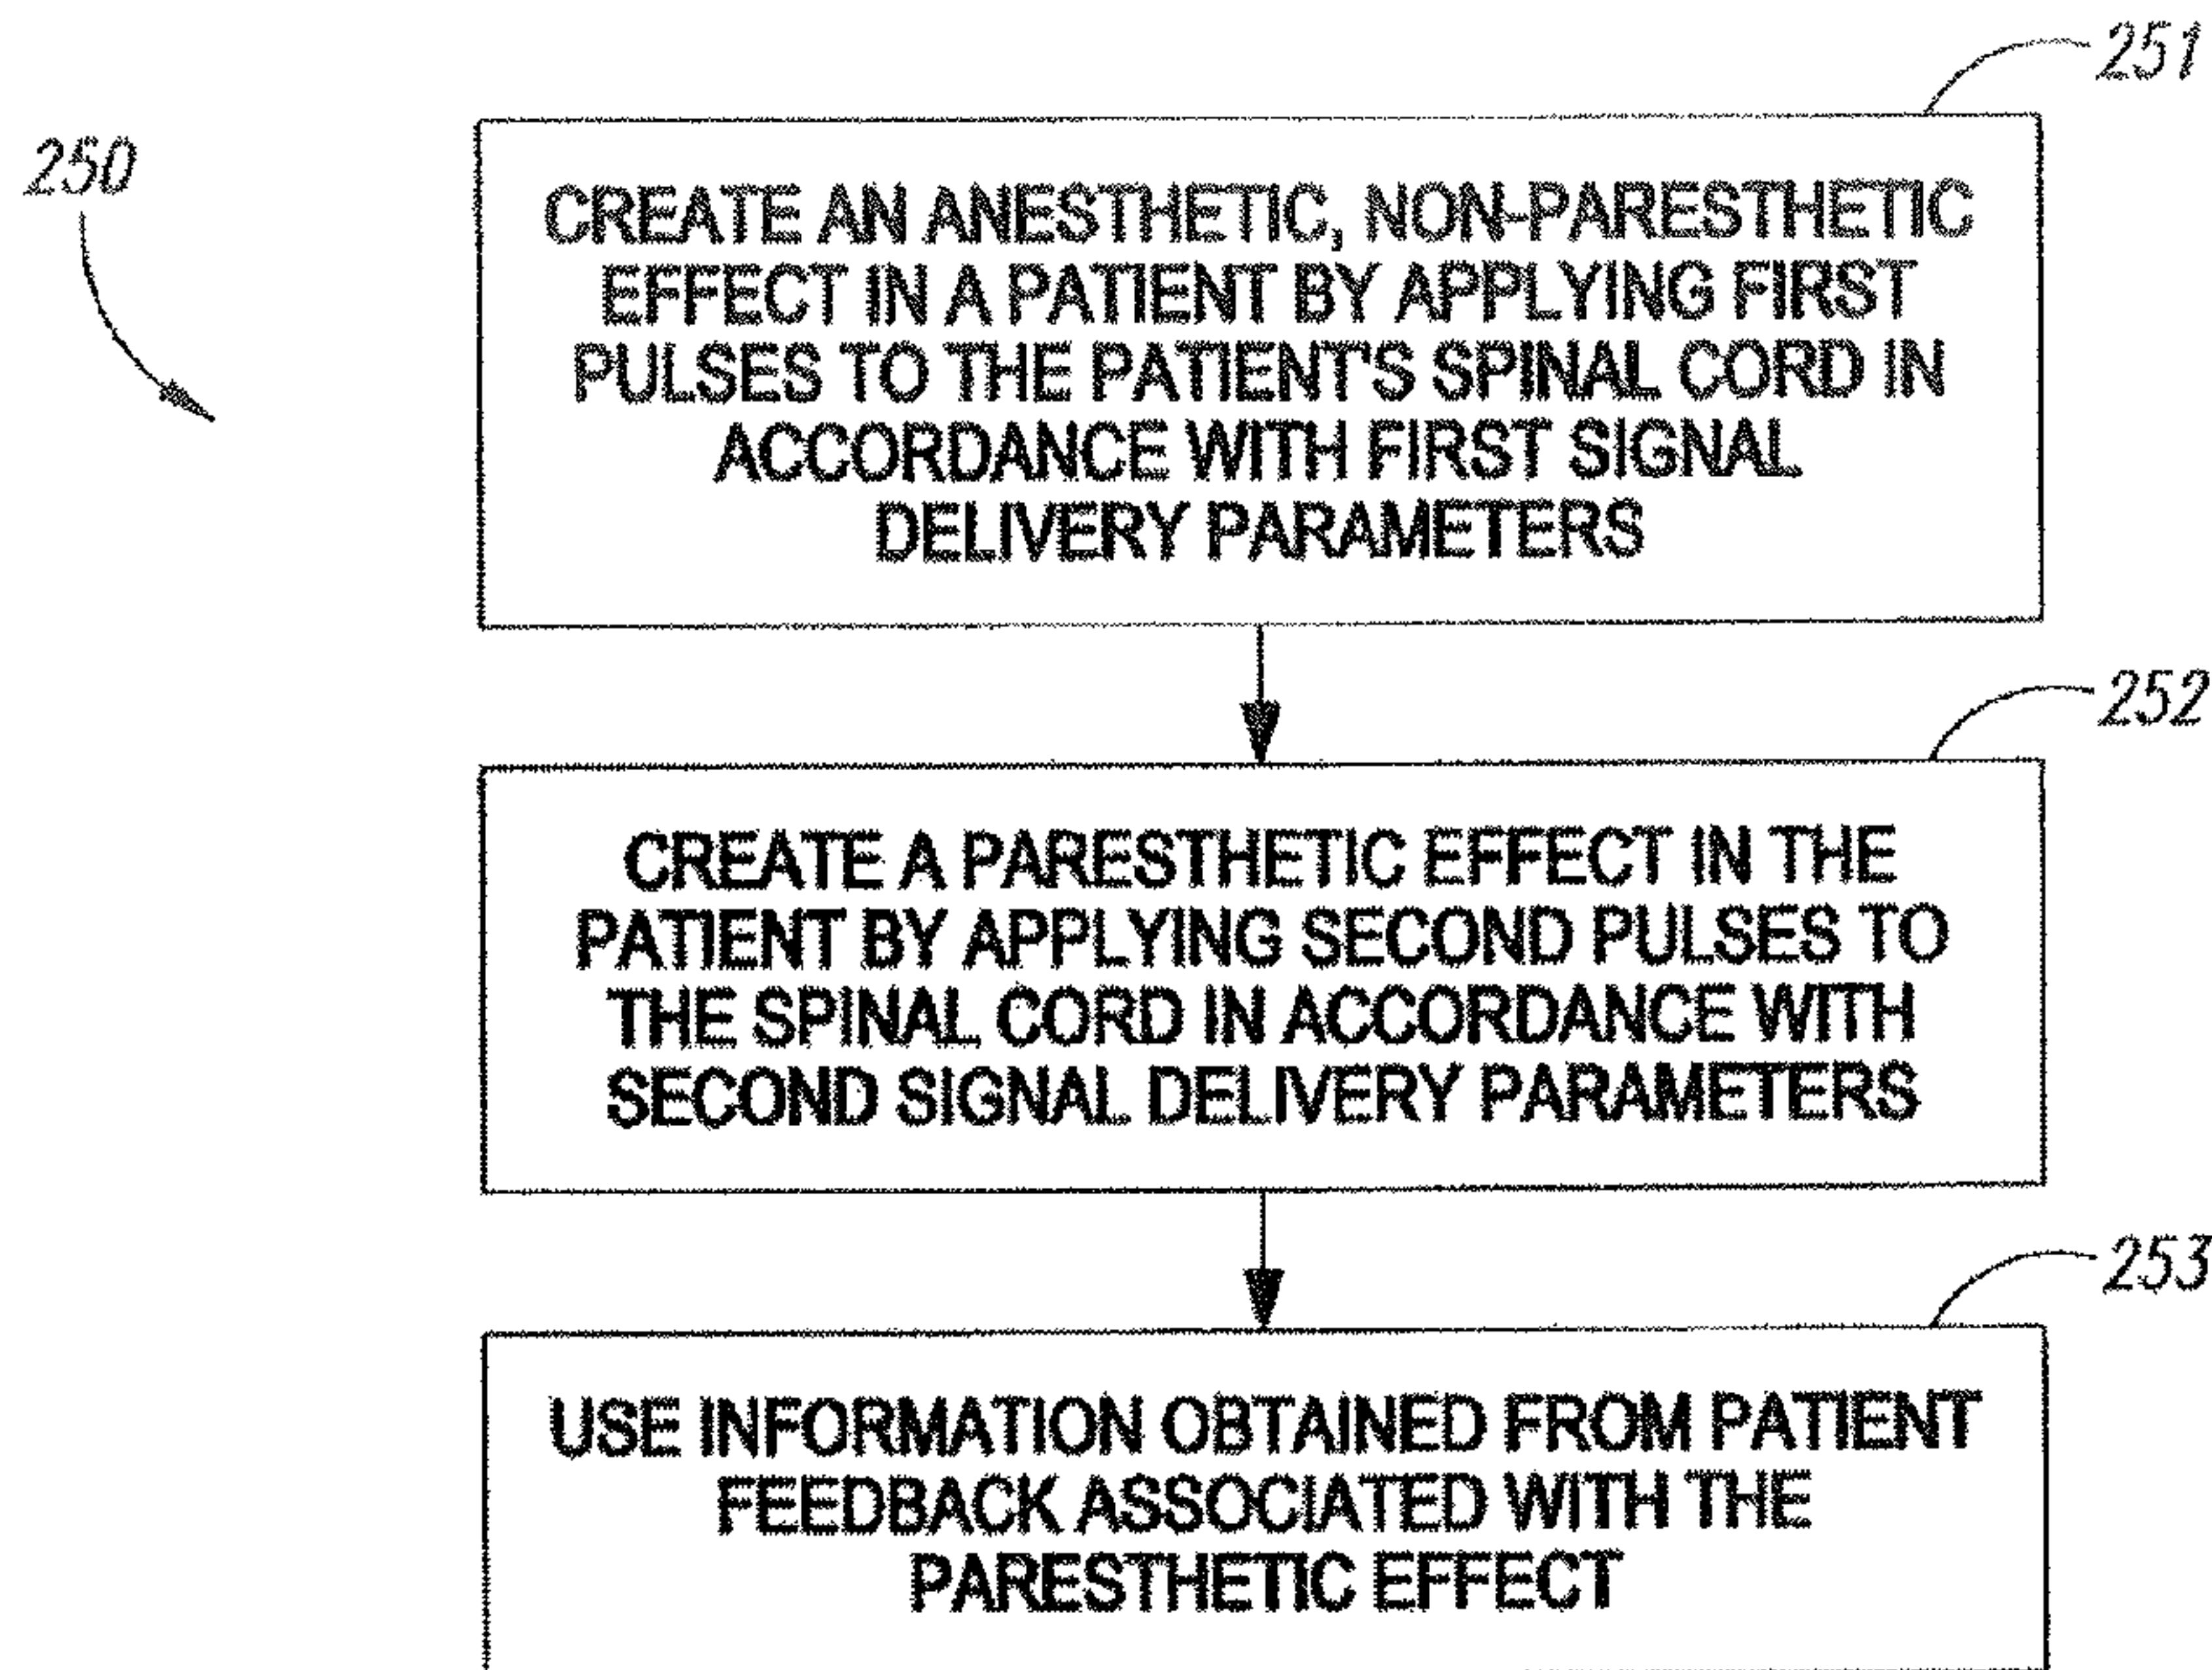 251
250
CREATE AN ANESTHETIC, NON-PARESTHETIC
EFFECT IN A PATIENT BY APPLYING FIRST
PULSES TO THE PATIENT'S SPINAL CORD IN
ACCORDANCE WITH FIRST SIGNAL
DELIVERY PARAMETERS
252
CREATE A PARESTHETIC EFFECT IN THE
PATIENT BY APPLYING SECOND PULSES TO
THE SPINAL CORD IN ACCORDANCE WITH
SECOND SIGNAL DELIVERY PARAMETERS
253
USE INFORMATION OBTAINED FROM PATIENT
FEEDBACK ASSOCIATED WITH THE
PARESTHETIC EFFECT